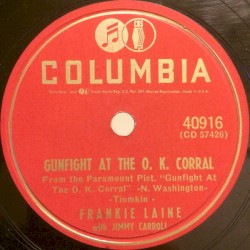 COLUMBIA
40916
(CO 57426)
GUNFIGHT AT THE O. K. CORRAL
From the Paramount Pict. "Gunfight At
The O. K. Corral" -N. Washington-
-Tiomkin-
FRANKIE LAINE
with JIMMY CARROLL